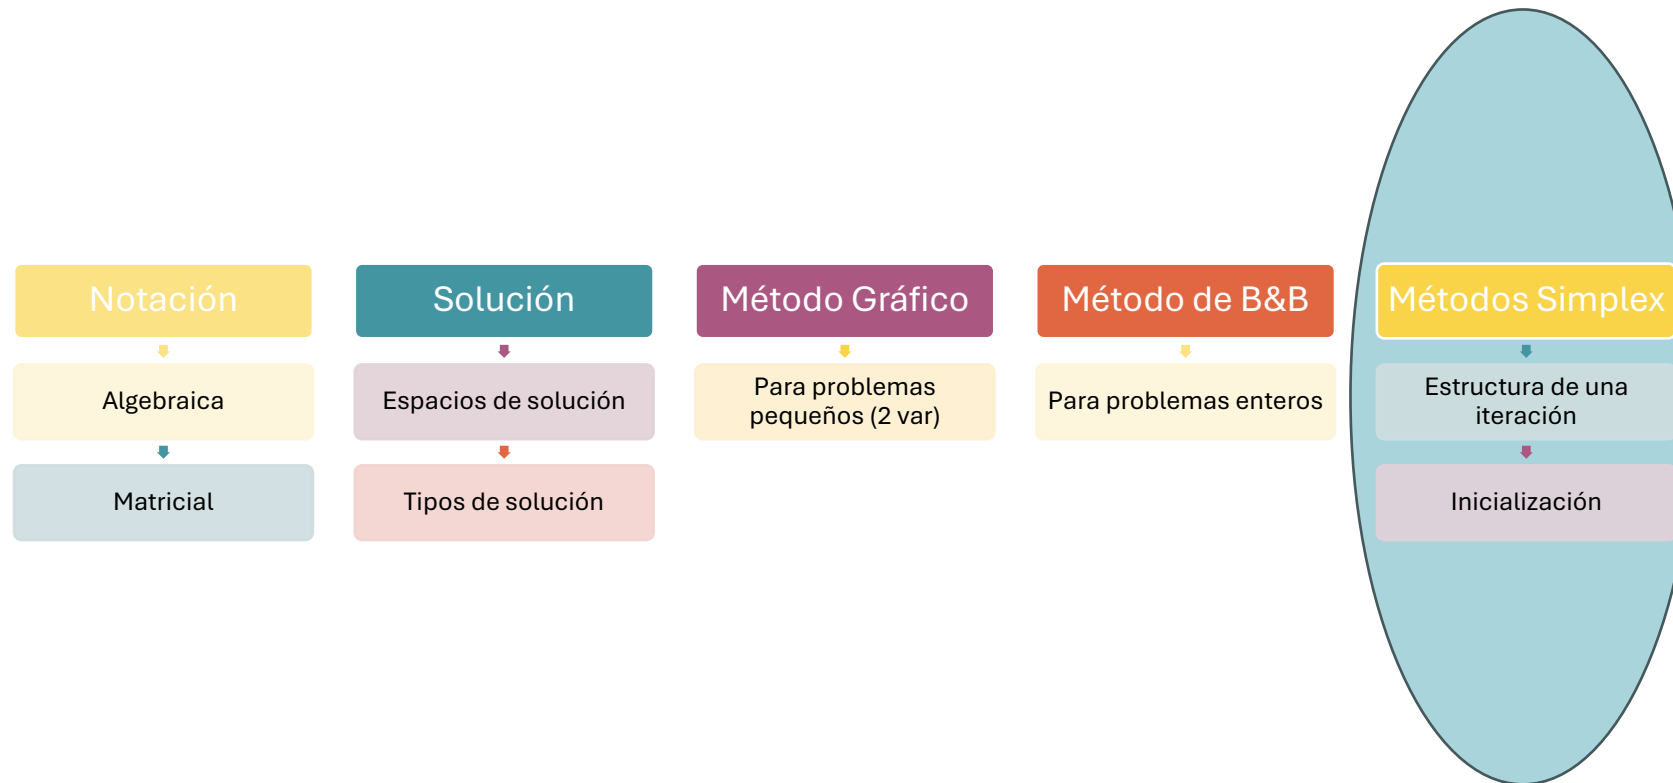 Notación
Algebraica
Matricial
Solución
Espacios de solución
Tipos de solución
Método Gráfico
Para problemas
pequeños (2 var)
Método de B&B
Para problemas enteros
Métodos Simplex
Estructura de una
iteración
Inicialización